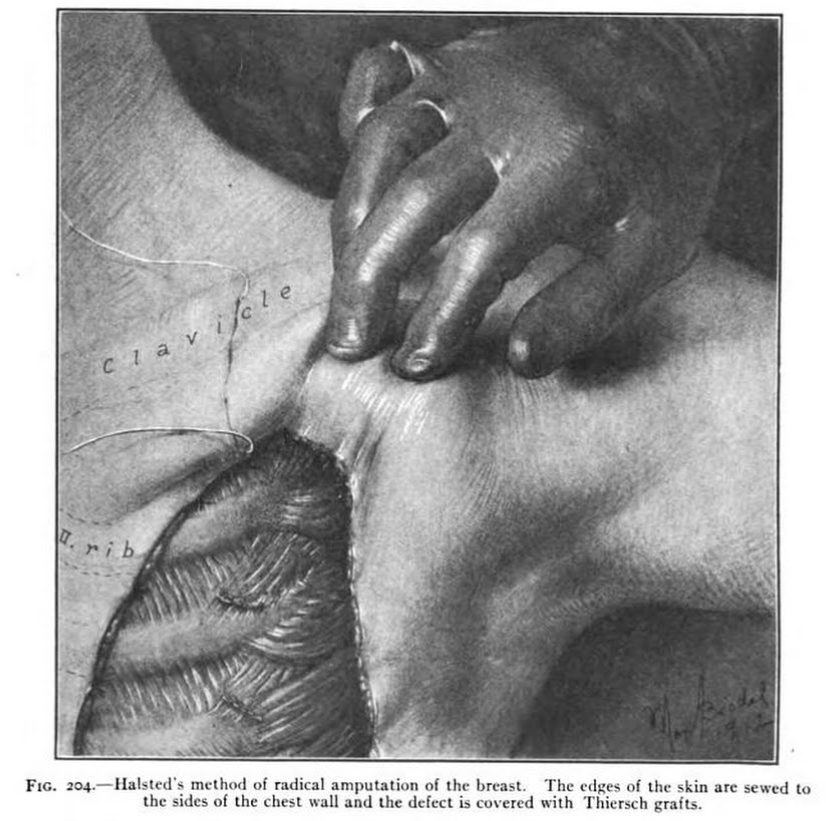 Clavicle
II. rib
Max Brödel
1912
FIG. 204.—Halsted's method of radical amputation of the breast. The edges of the skin are sewed to
the sides of the chest wall and the defect is covered with Thiersch grafts.